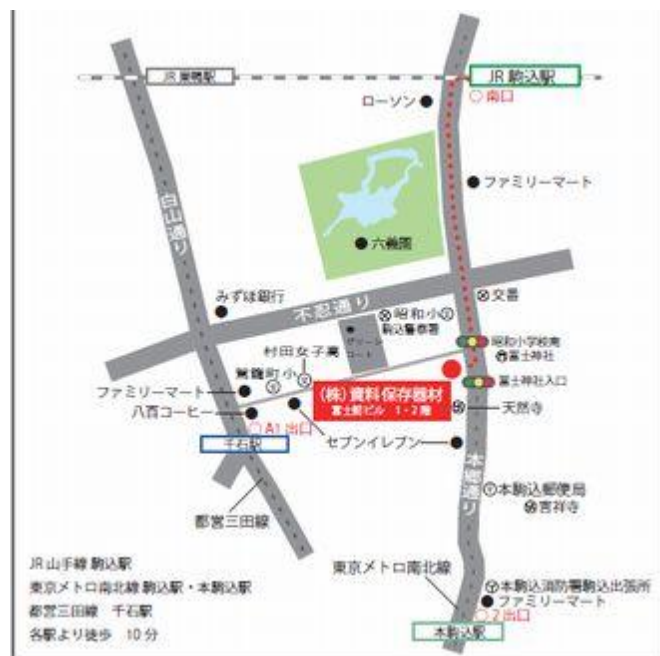 JR 巣鴨駅
JR 駒込駅
南口
ローソン
ファミリーマート
白山通り
六義園
みずほ銀行
不忍通り
交番
昭和小
駒込警察署
グリーン
コート
昭和小学校南
富士神社
村田女子高
駕籠町小
富士神社入口
ファミリーマート
(株)資料保存器材
富士前ビル 1・2階
八百コーヒー
天然寺
A1 出口
千石駅
セブンイレブン
本郷通り
本駒込郵便局
吉祥寺
都営三田線
東京メトロ南北線
本駒込消防署駒込出張所
ファミリーマート
2出口
本駒込駅
JR 山手線 駒込駅
東京メトロ南北線 駒込駅・本駒込駅
都営三田線 千石駅
各駅より徒歩 10 分